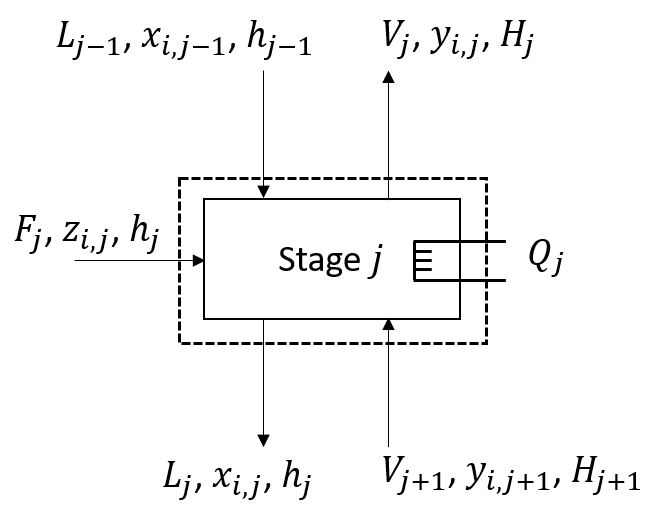 L_{j−1}, x_{i,j−1}, h_{j−1}
V_j, y_{i,j}, H_j
F_j, z_{i,j}, h_j
Stage j
Q_j
L_j, x_{i,j}, h_j
V_{j+1}, y_{i,j+1}, H_{j+1}